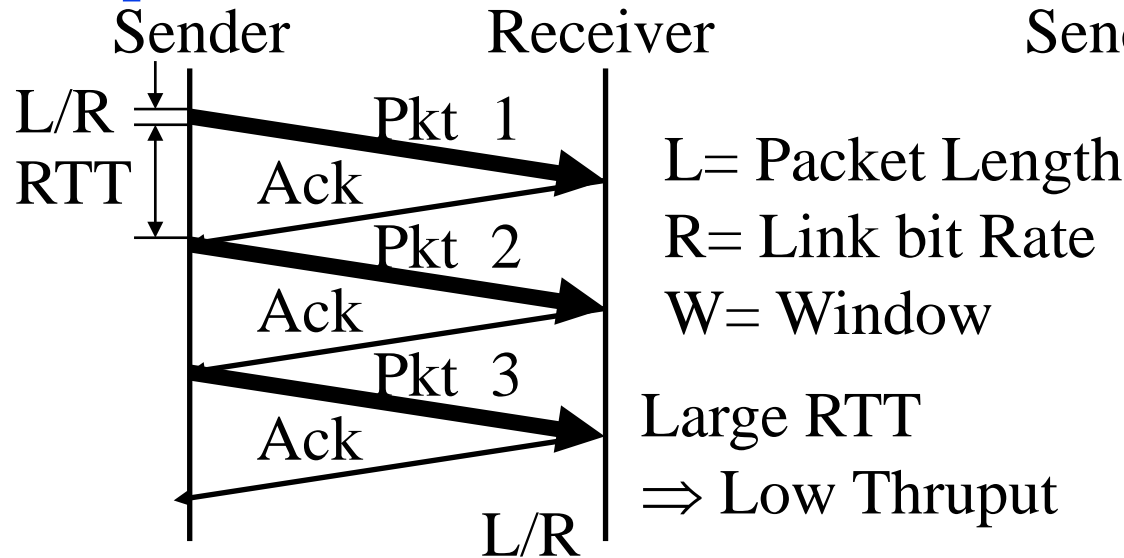 Sender
Receiver
L/R
RTT
Pkt 1
Ack
Pkt 2
Ack
Pkt 3
Ack
L= Packet Length
R= Link bit Rate
W= Window
Large RTT
⇒ Low Thruput
L/R